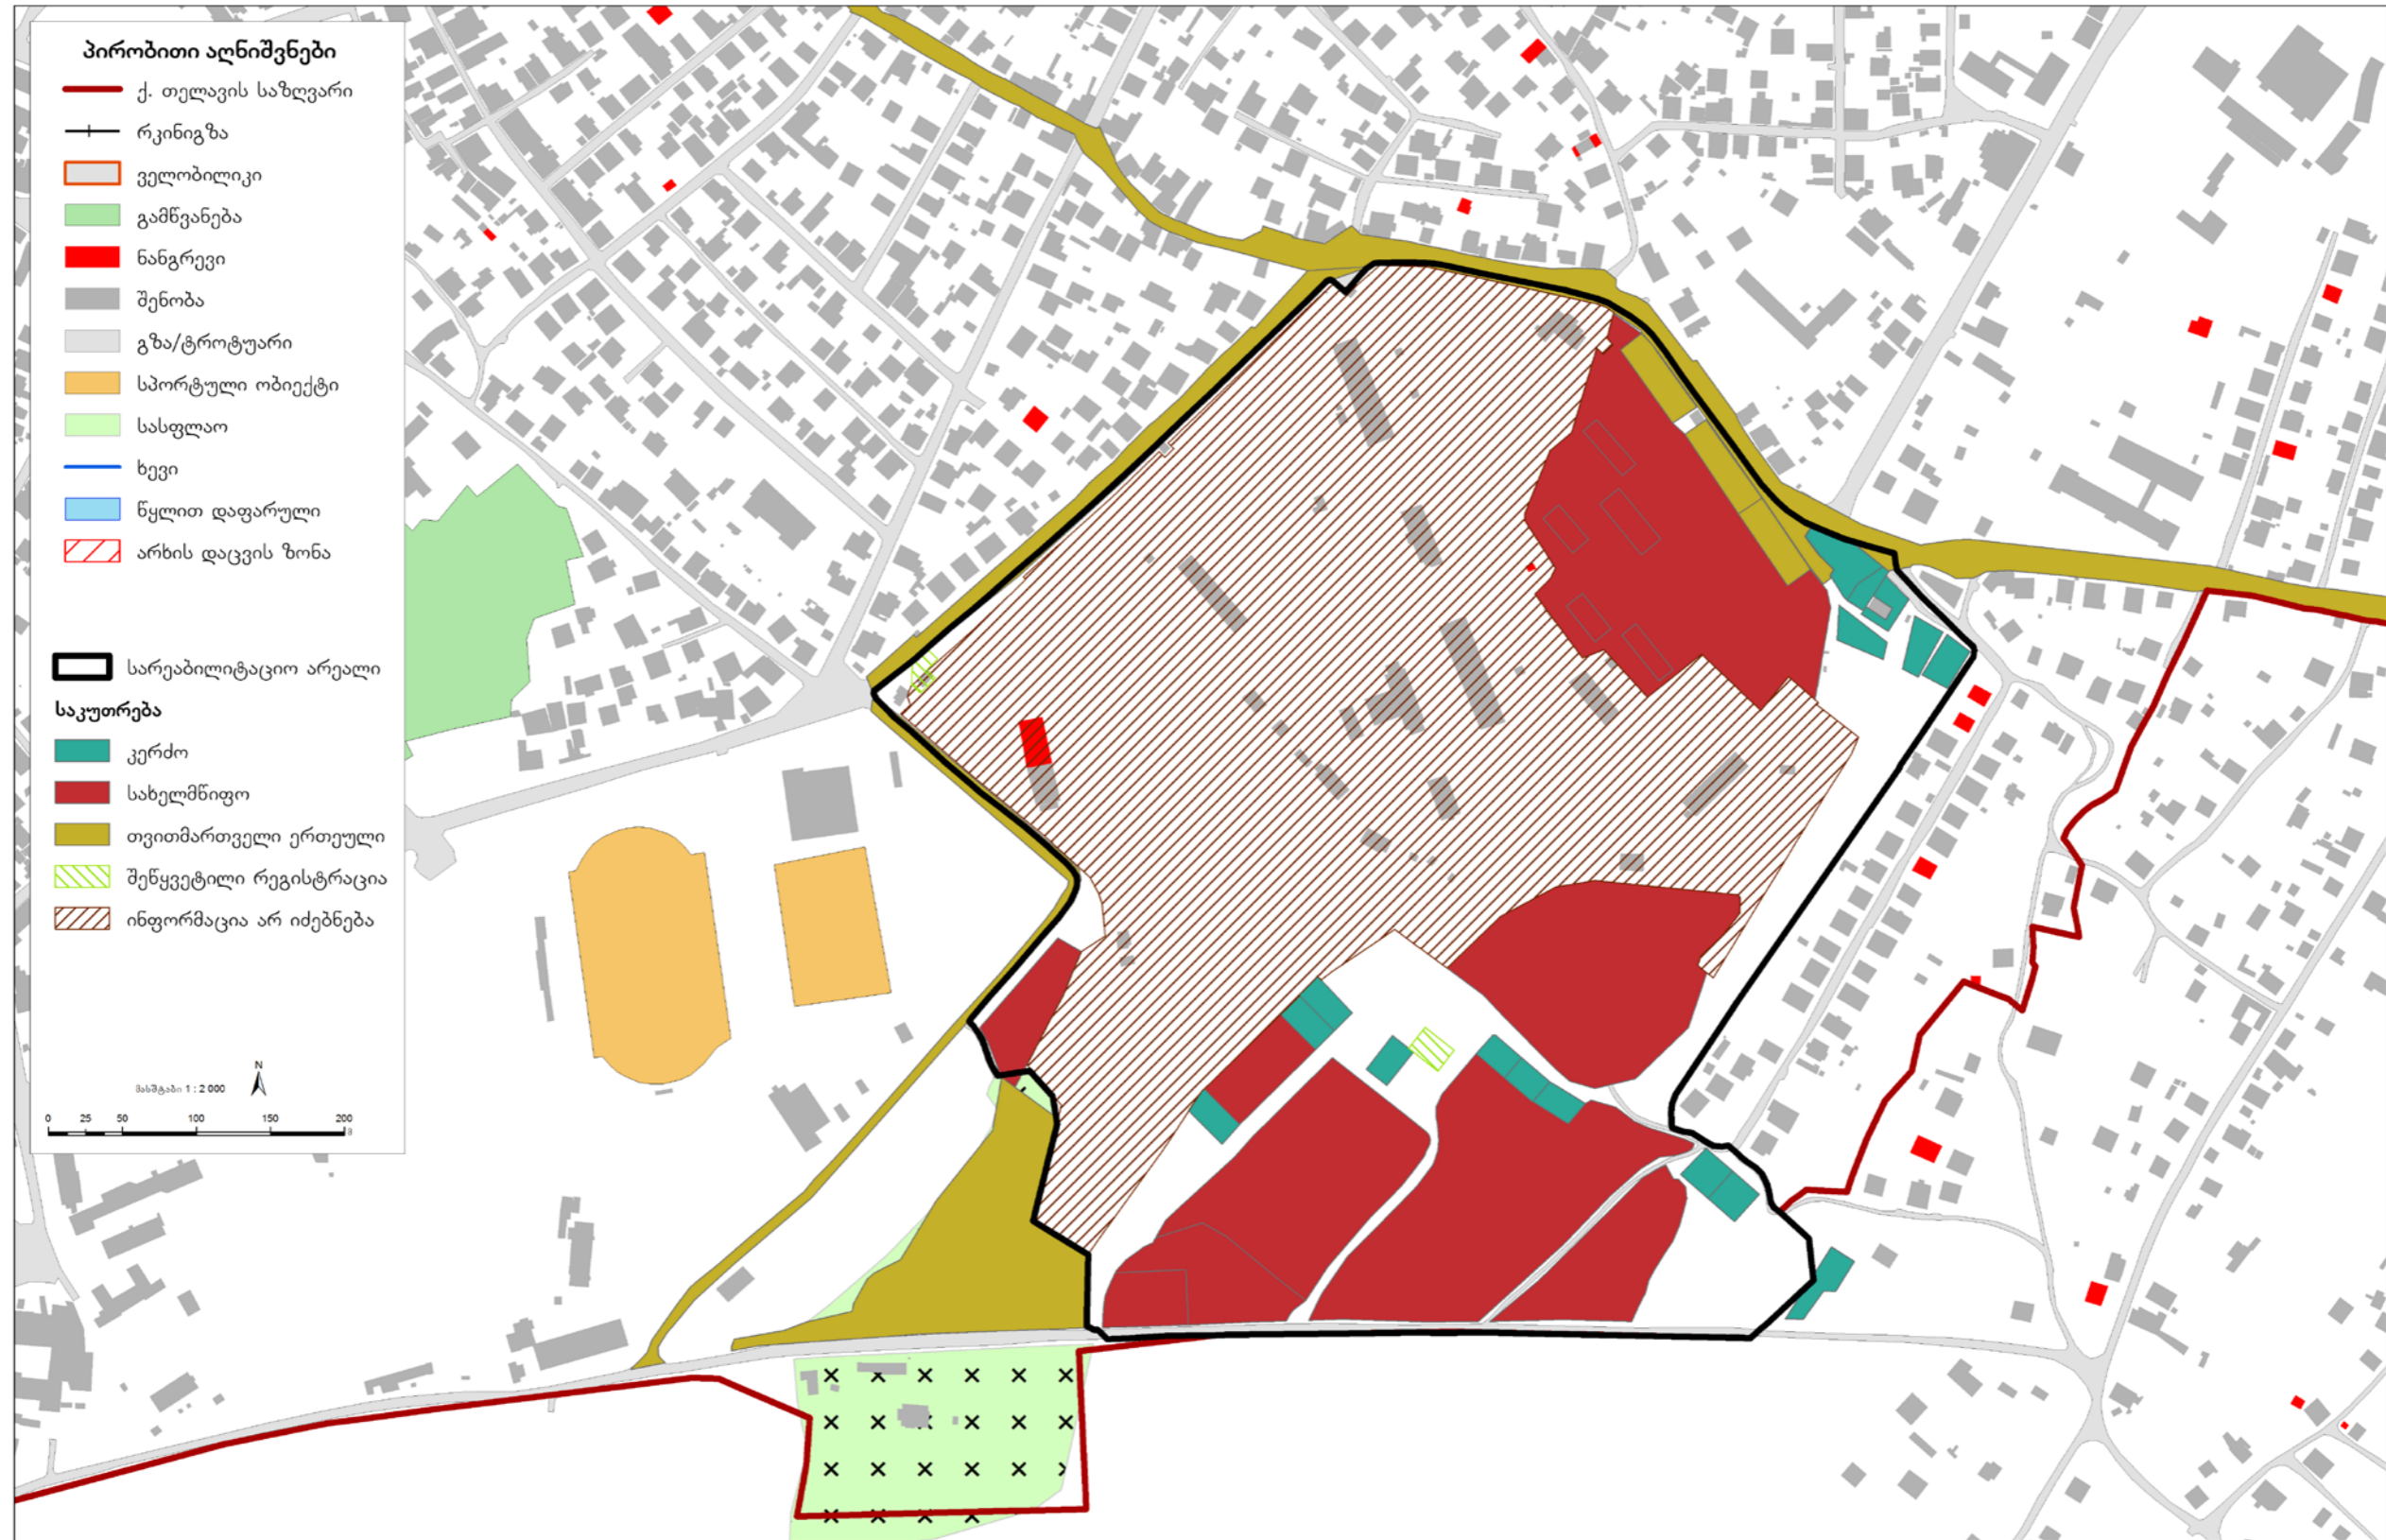 პირობითი აღნიშვნები
ქ. თელავის საზღვარი
რკინიგზა
ველობილიკი
გამწვანება
ნანგრევი
შენობა
გზა/ტროტუარი
სპორტული ობიექტი
სასფლაო
ხევი
წყლით დაფარული
არხის დაცვის ზონა
სარეაბილიტაციო არეალი
საკუთრება
კერძო
სახელმწიფო
თვითმართველი ერთეული
შეწყვეტილი რეგისტრაცია
ინფორმაცია არ იძებნება
N
მასშტაბი 1 : 2 000
0 25 50 100 150 200